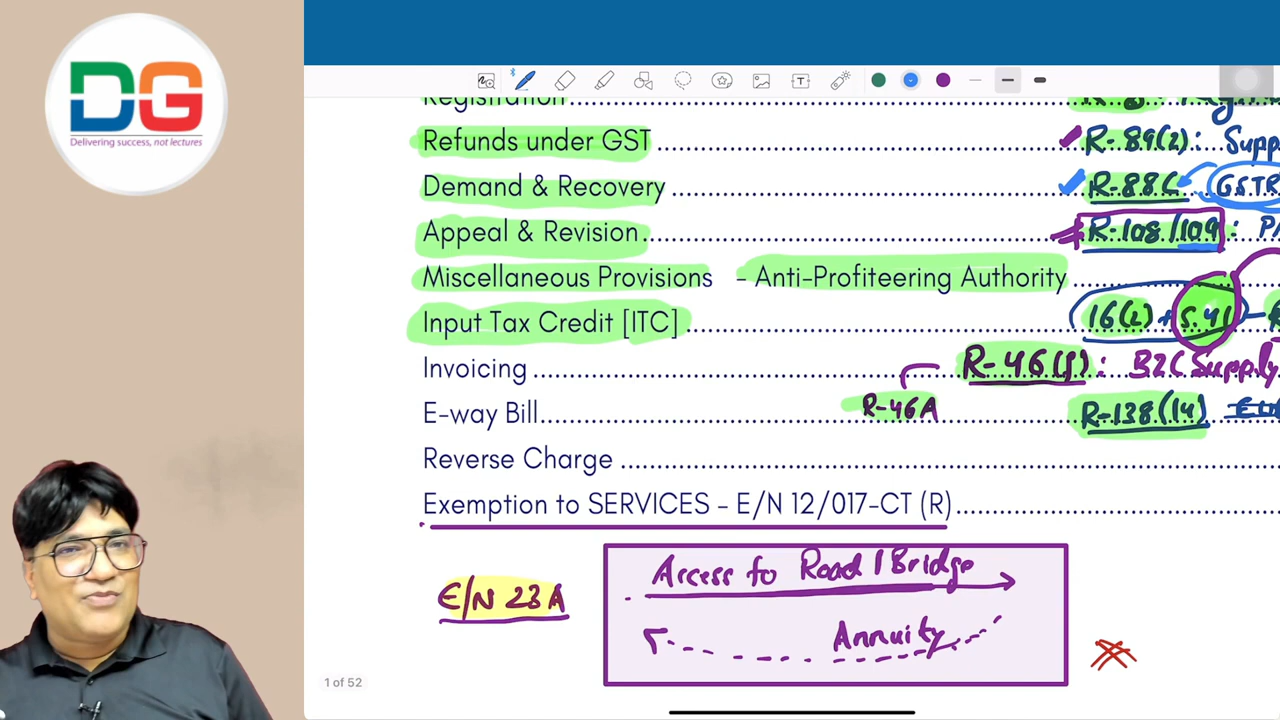 DG
Delivering success, not lectures
Registration
Refunds under GST R-89(2): Supp
Demand & Recovery R-88C GSTR
Appeal & Revision R-108/109:
Miscellaneous Provisions - Anti-Profiteering Authority
Input Tax Credit [ITC] 16(2) + S.41
Invoicing R-46(f): B2C Supply
R-46A
E-way Bill R-138(14)
Reverse Charge
Exemption to SERVICES - E/N 12/017-CT (R)
Access to Road / Bridge
E/N 23A
Annuity
1 of 52